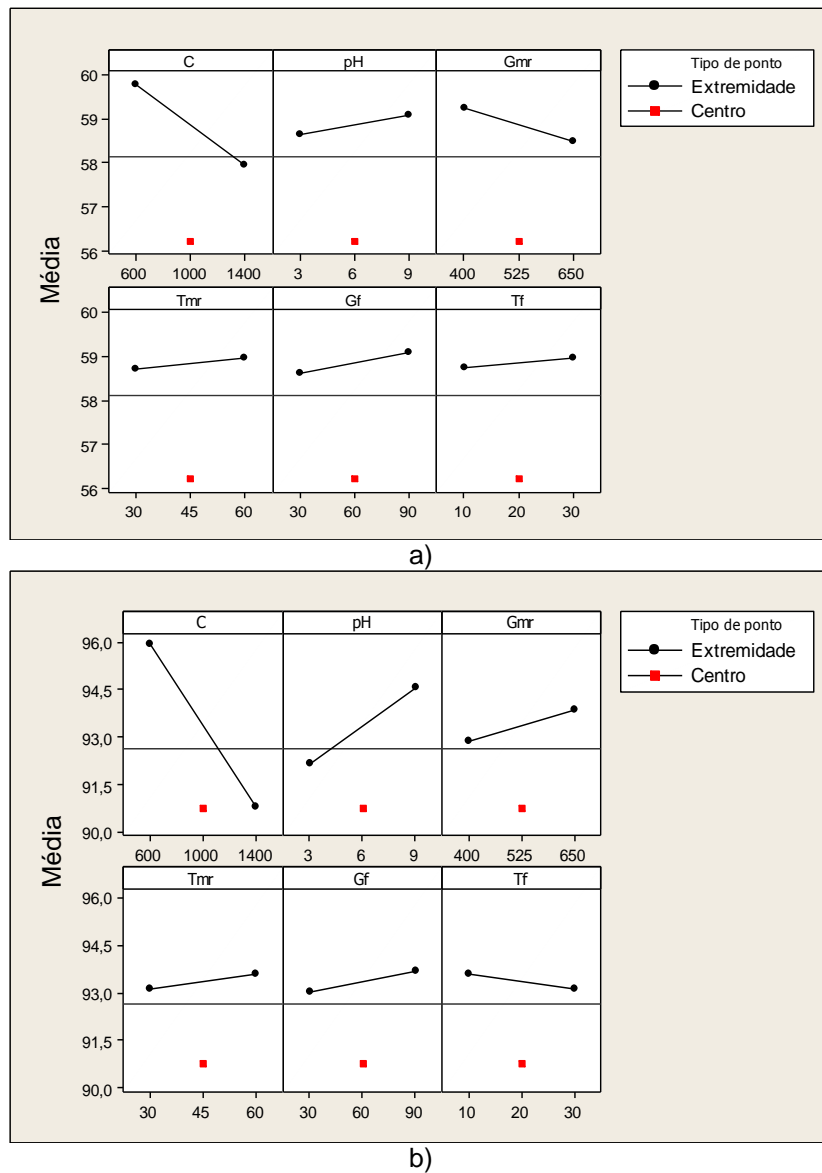 C pH Gmr
Tipo de ponto
Extremidade
Centro
60
59
58
57
56
600 1000 1400 3 6 9 400 525 650
Tmr Gf Tf
60
59
58
57
56
30 45 60 30 60 90 10 20 30
Média
a)
C pH Gmr
Tipo de ponto
Extremidade
Centro
96,0
94,5
93,0
91,5
90,0
600 1000 1400 3 6 9 400 525 650
Tmr Gf Tf
96,0
94,5
93,0
91,5
90,0
30 45 60 30 60 90 10 20 30
Média
b)